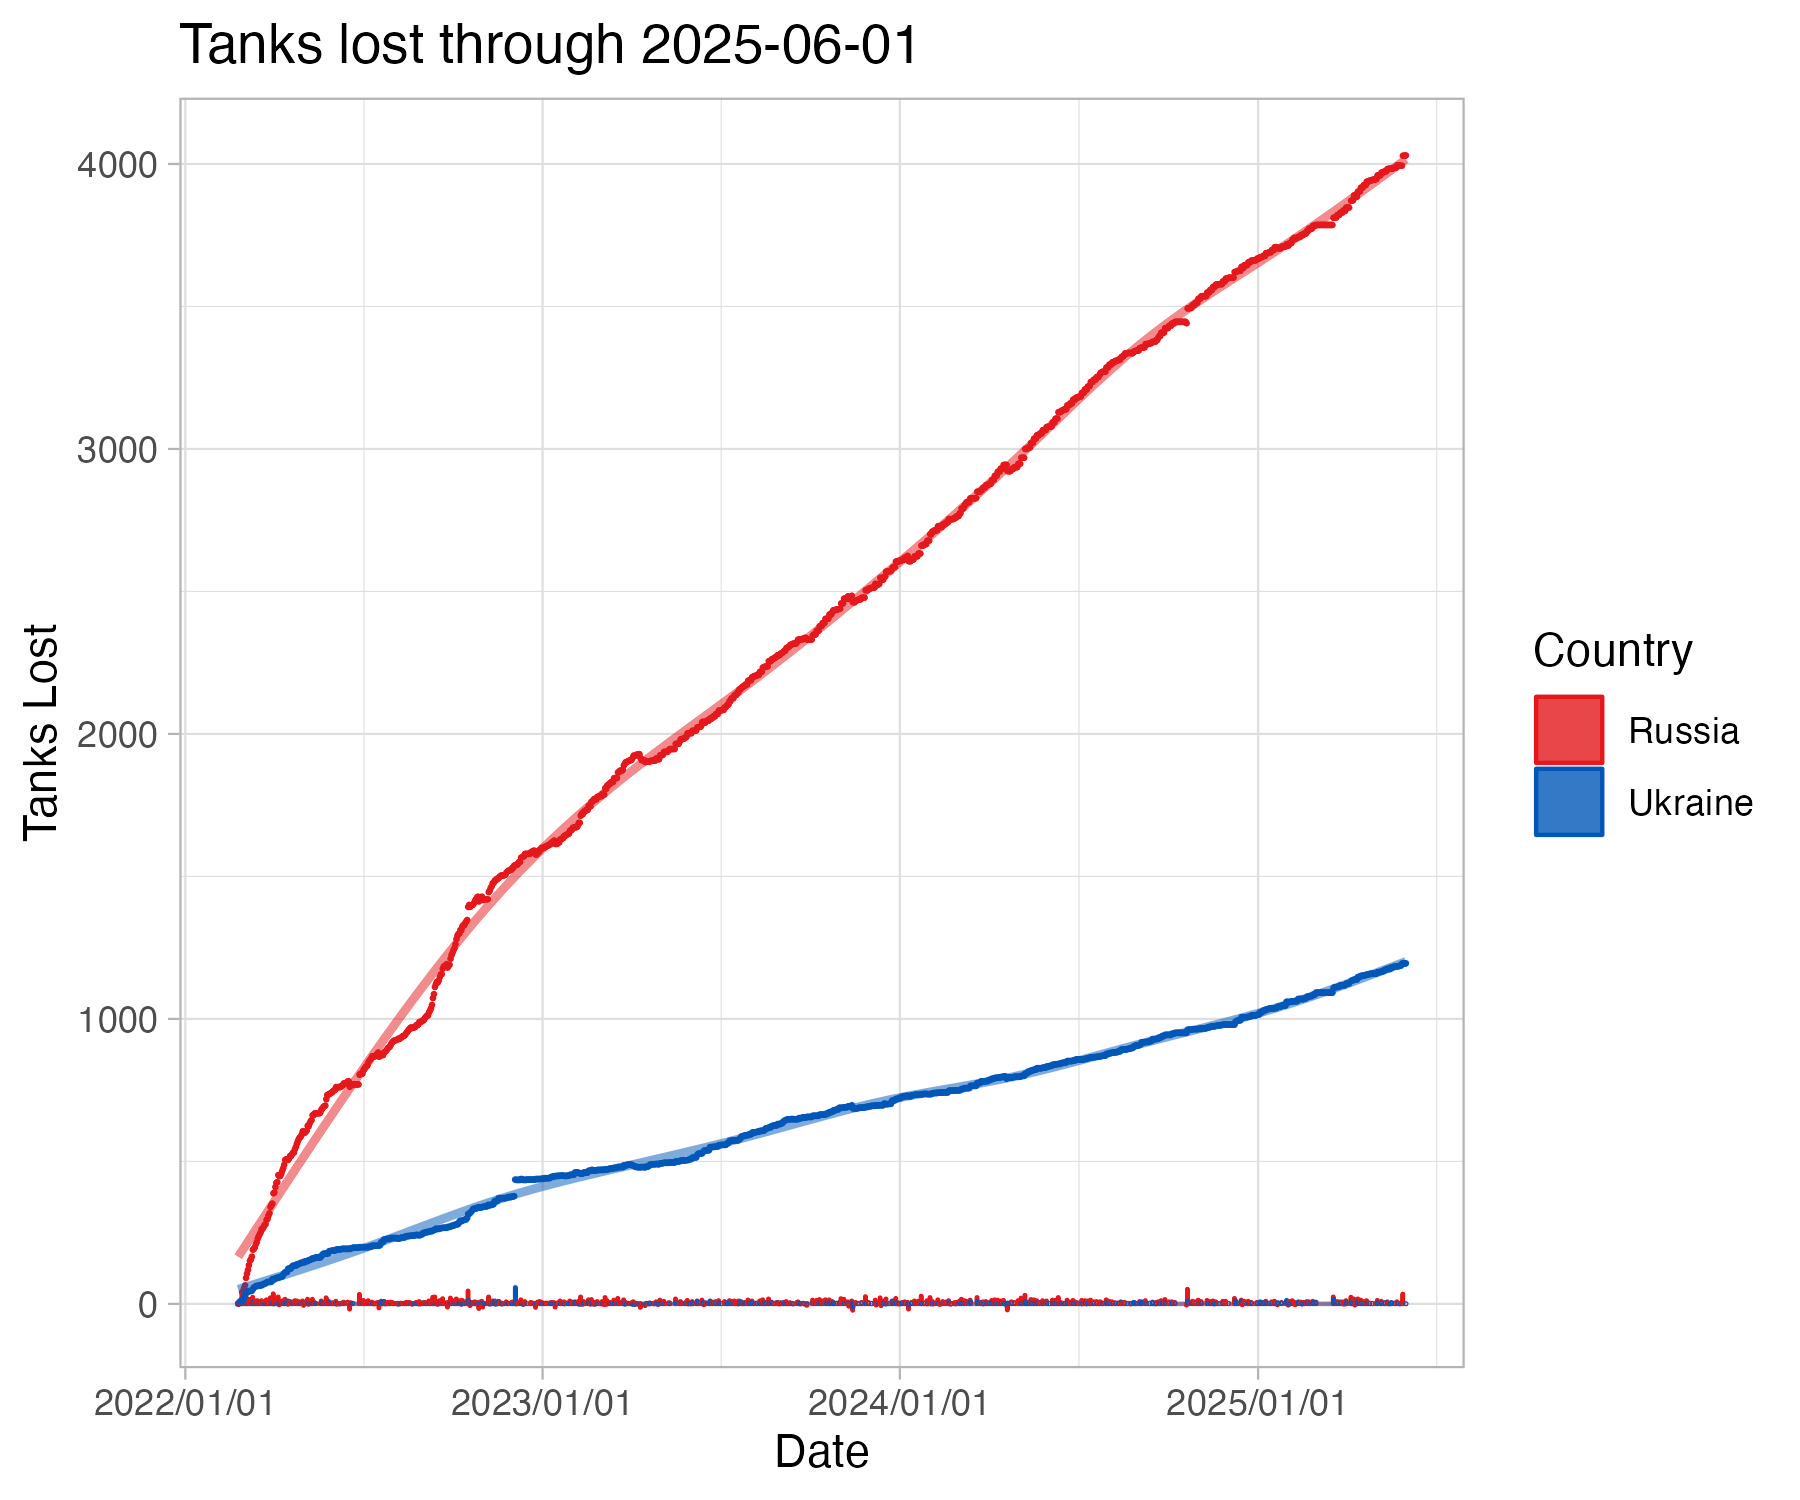 Tanks lost through 2025-06-01
4000
3000
2000
1000
0
Tanks Lost
2022/01/01 2023/01/01 2024/01/01 2025/01/01
Date
Country
Russia
Ukraine